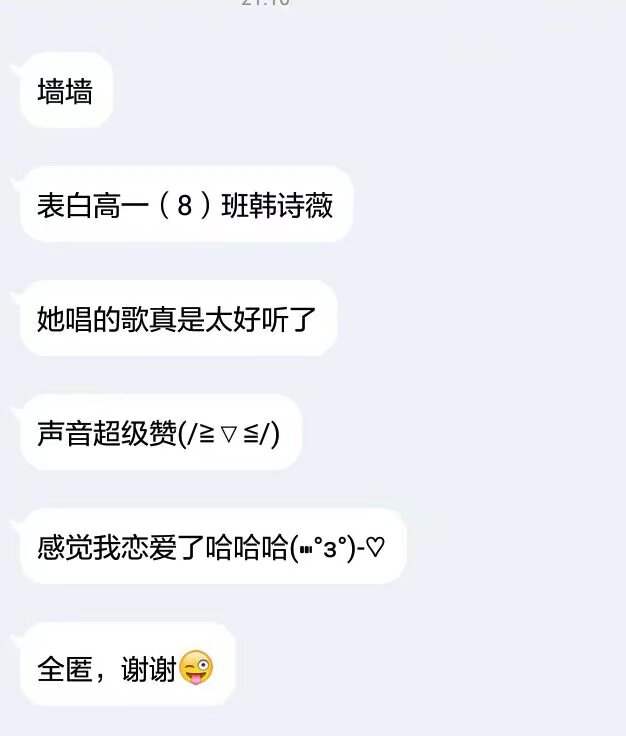 墙墙
表白高一（8）班韩诗薇
她唱的歌真是太好听了
声音超级赞(/≧▽≦/)
感觉我恋爱了哈哈哈(⑉°з°)-♡
全匿，谢谢😜